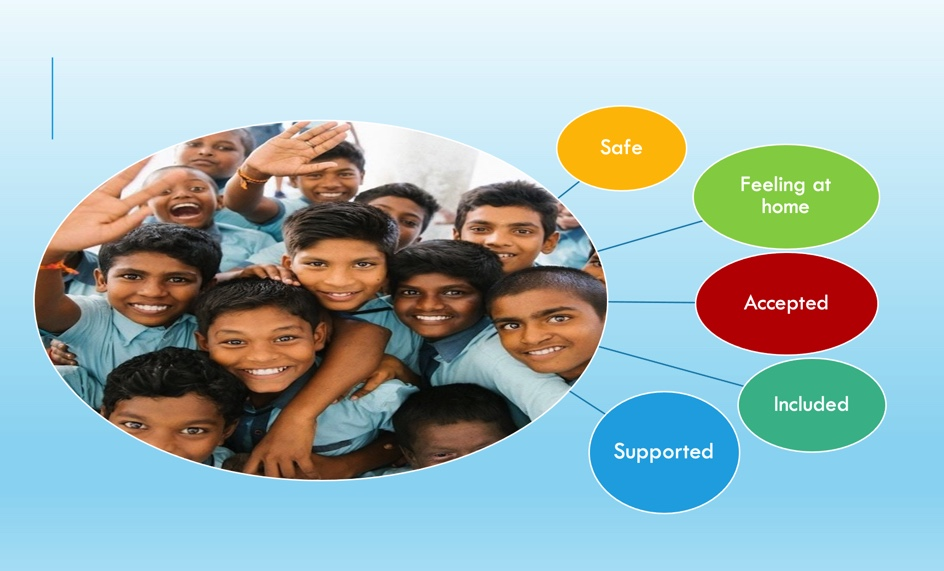 Safe
Feeling at
home
Accepted
Included
Supported